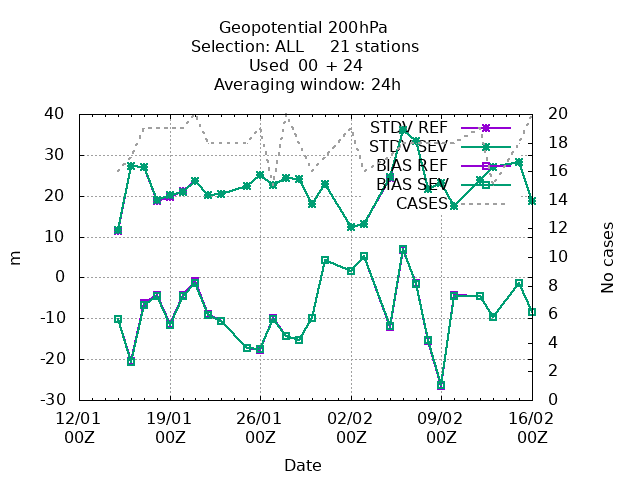 Geopotential 200hPa
Selection: ALL 21 stations
Used 00 + 24
Averaging window: 24h
40 20
STDV REF
30 18
STDV SEV
16
BIAS REF
20 14
BIAS SEV
CASES
10 12
10
0 8
-10 6
4
-20 2
-30 0
m
No cases
12/01 19/01 26/01 02/02 09/02 16/02
00Z 00Z 00Z 00Z 00Z 00Z
Date